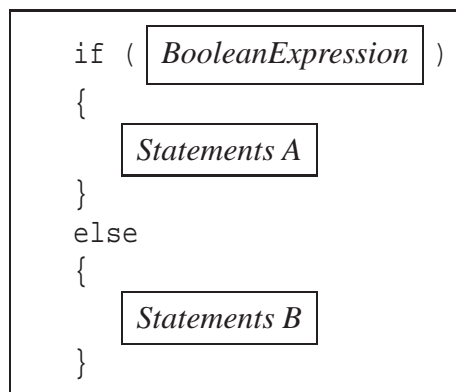 if ( BooleanExpression )
{
Statements A
}
else
{
Statements B
}